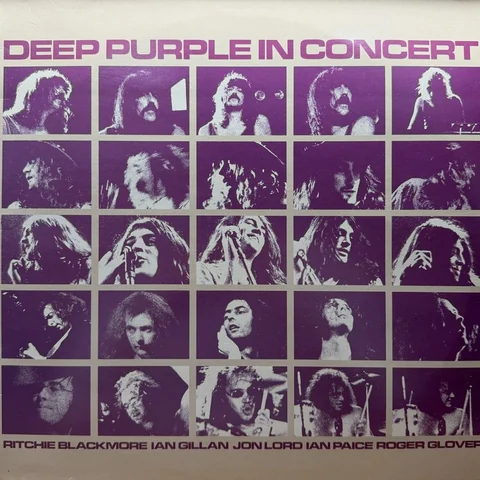 DEEP PURPLE IN CONCERT
RITCHIE BLACKMORE IAN GILLAN JON LORD IAN PAICE ROGER GLOVER